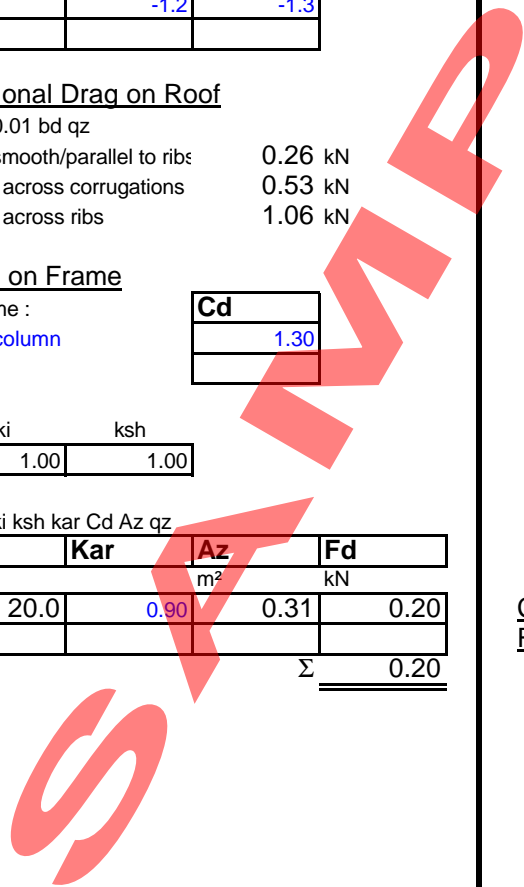 -1.2 -1.3
onal Drag on Roof
0.01 bd qz
smooth/parallel to ribs 0.26 kN
across corrugations 0.53 kN
across ribs 1.06 kN
on Frame
me : Cd
column 1.30
ki ksh
1.00 1.00
ki ksh kar Cd Az qz
Kar Az Fd
m² kN
20.0 0.90 0.31 0.20
Σ 0.20
SAMP